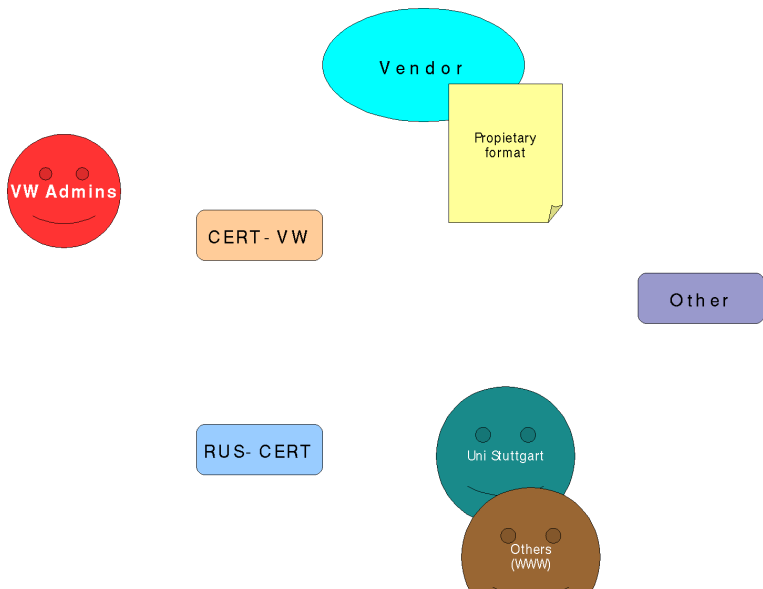 Vendor
Propietary
format
VW Admins
CERT- VW
Other
RUS- CERT
Uni Stuttgart
Others
(WWW)